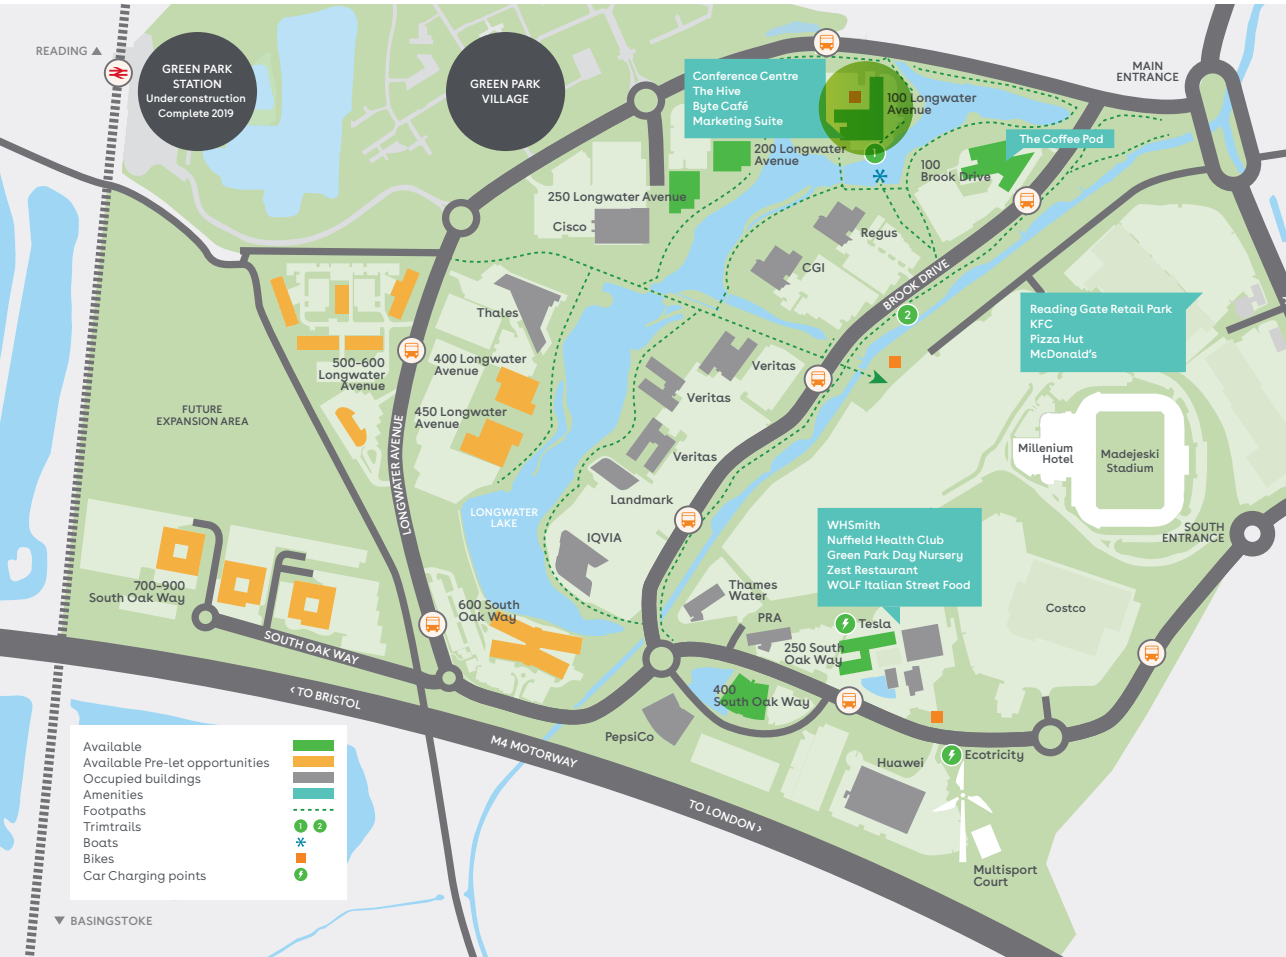 READING
GREEN PARK
STATION
Under construction
Complete 2019
GREEN PARK
VILLAGE
MAIN
ENTRANCE
Conference Centre
The Hive
Byte Café
Marketing Suite
100 Longwater
Avenue
1
200 Longwater
Avenue
The Coffee Pod
100
Brook Drive
250 Longwater Avenue
Cisco
Regus
CGI
BROOK DRIVE
2
Thales
Reading Gate Retail Park
KFC
Pizza Hut
McDonald's
500-600
Longwater
Avenue
400 Longwater
Avenue
Veritas
Veritas
450 Longwater
Avenue
FUTURE
EXPANSION AREA
LONGWATER AVENUE
Veritas
Millenium
Hotel
Madejeski
Stadium
Landmark
LONGWATER
LAKE
IQVIA
WHSmith
Nuffield Health Club
Green Park Day Nursery
Zest Restaurant
WOLF Italian Street Food
SOUTH
ENTRANCE
700-900
South Oak Way
600 South
Oak Way
Thames
Water
PRA
Tesla
Costco
250 South
Oak Way
SOUTH OAK WAY
400
South Oak Way
‹ TO BRISTOL
PepsiCo
M4 MOTORWAY
Huawei
Ecotricity
TO LONDON ›
Multisport
Court
Available
Available Pre-let opportunities
Occupied buildings
Amenities
Footpaths
Trimtrails 1 2
Boats
Bikes
Car Charging points
BASINGSTOKE